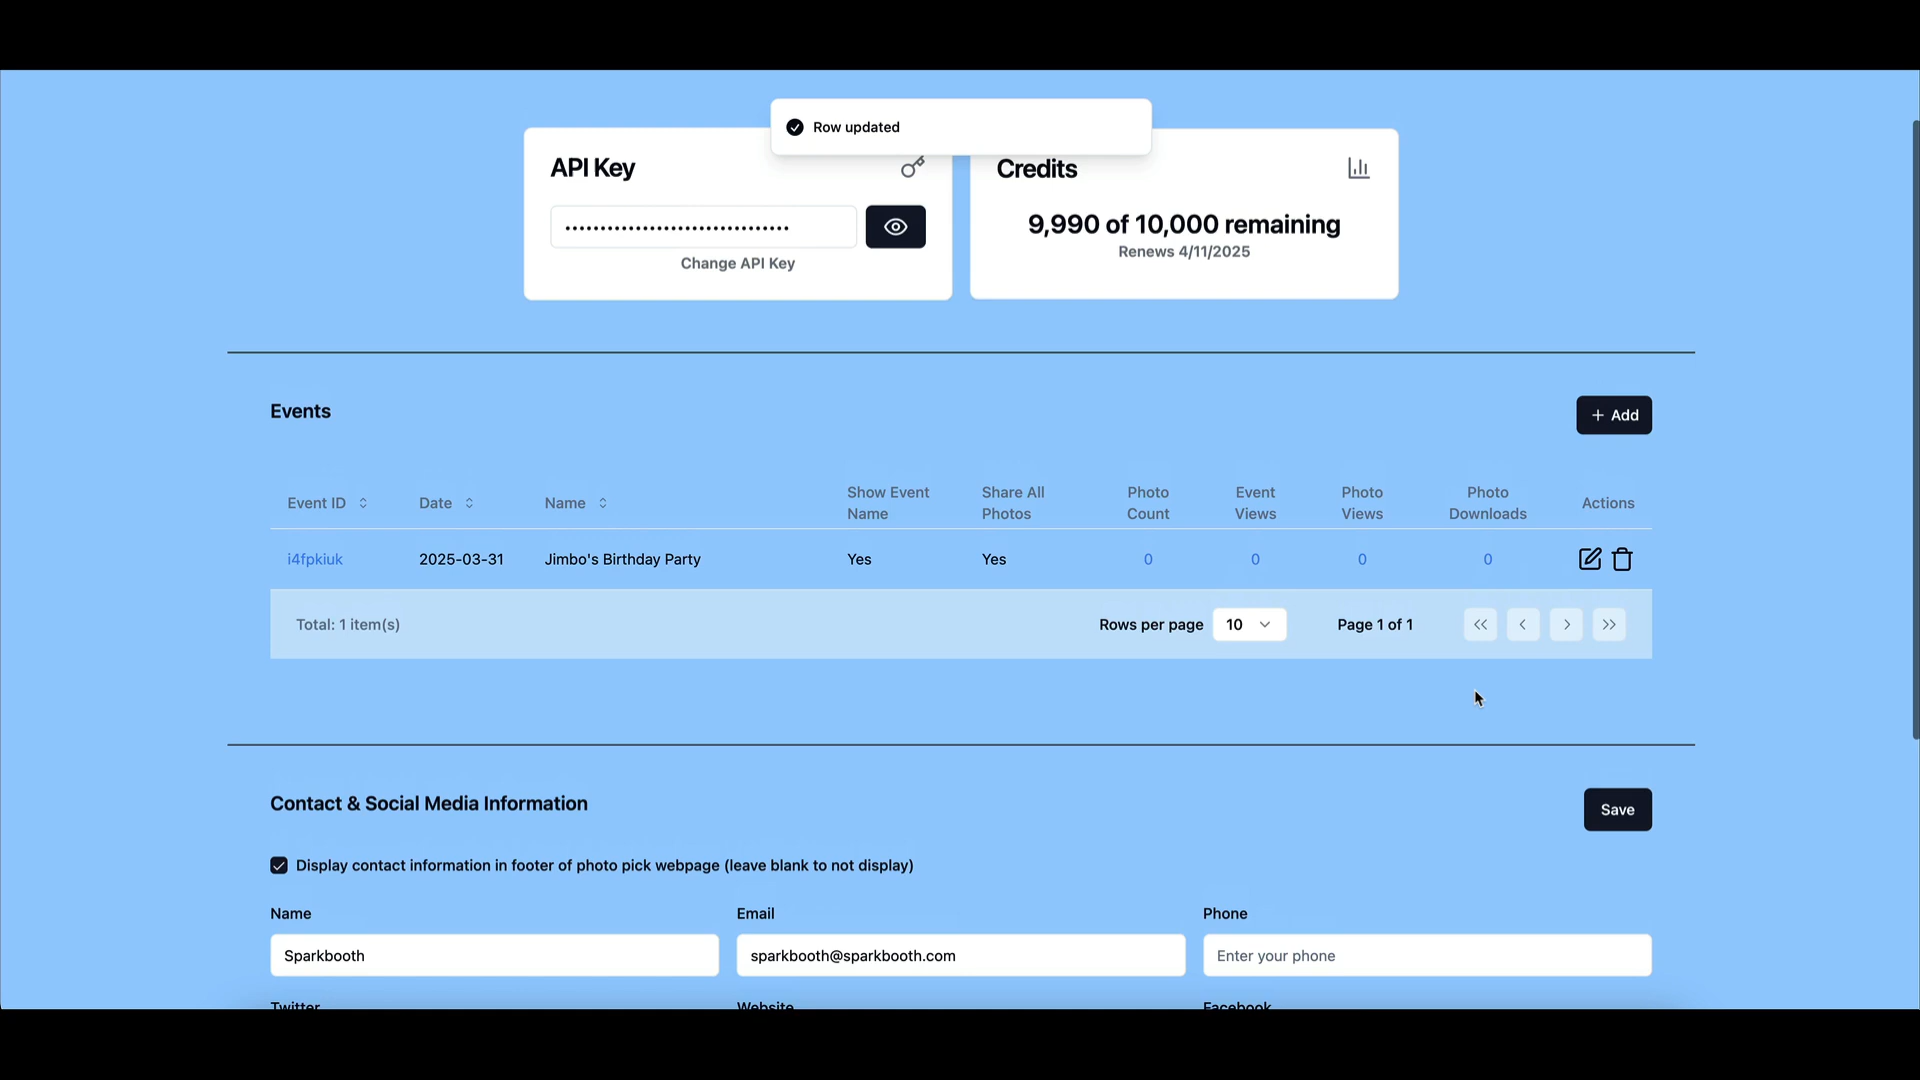 Row updated
API Key
Credits
••••••••••••••••••••••••••••••••
Change API Key
9,990 of 10,000 remaining
Renews 4/11/2025
Events
+ Add
Event ID Date Name Show Event Name Share All Photos Photo Count Event Views Photo Views Photo Downloads Actions
i4fpkiuk 2025-03-31 Jimbo's Birthday Party Yes Yes 0 0 0 0
Total: 1 item(s) Rows per page 10 Page 1 of 1
Contact & Social Media Information
Save
Display contact information in footer of photo pick webpage (leave blank to not display)
Name Email Phone
Sparkbooth sparkbooth@sparkbooth.com Enter your phone
Twitter Website Facebook